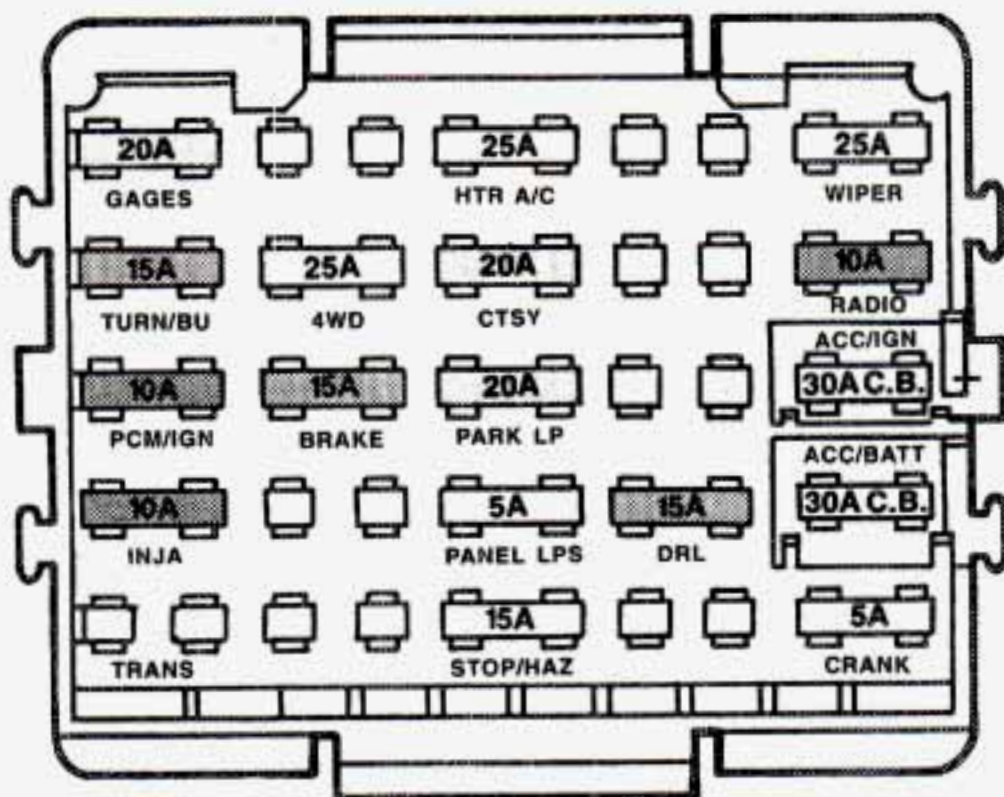 20A 25A 25A
GAGES HTR A/C WIPER
15A 25A 20A 10A
TURN/BU 4WD CTSY RADIO
ACC/IGN
10A 15A 20A 30A C.B.
PCM/IGN BRAKE PARK LP
ACC/BATT
10A 5A 15A 30A C.B.
INJA PANEL LPS DRL
15A 5A
TRANS STOP/HAZ CRANK